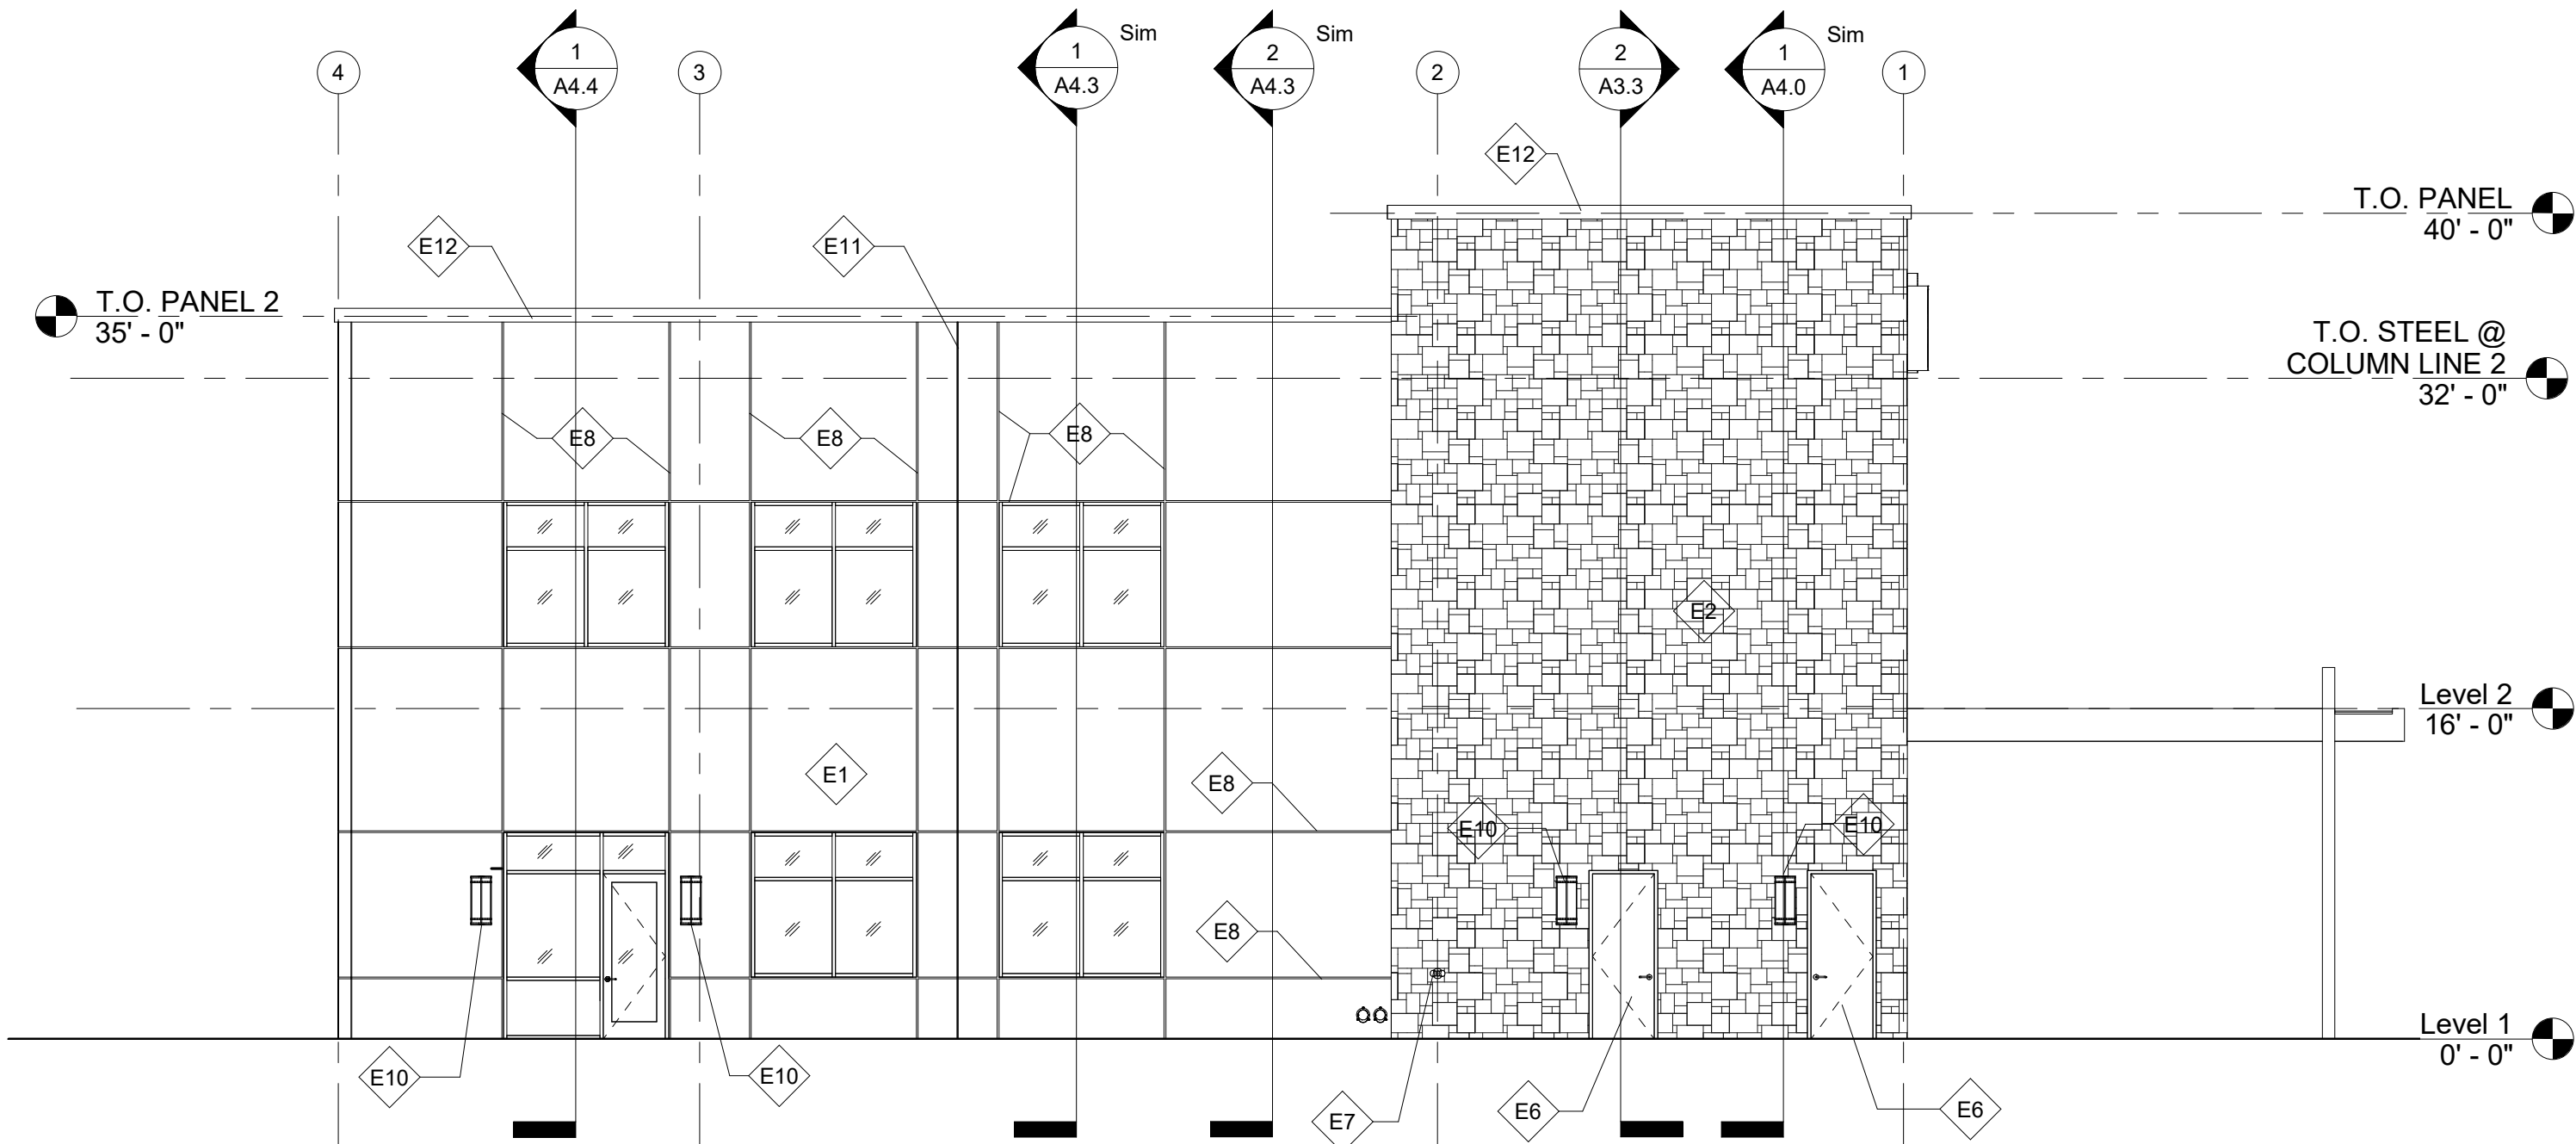 Sim
Sim
Sim
4
1
A4.4
3
1
A4.3
2
A4.3
2
2
A3.3
1
A4.0
1
E12
T.O. PANEL
40' - 0"
E12
E11
T.O. PANEL 2
35' - 0"
T.O. STEEL @
COLUMN LINE 2
32' - 0"
E8
E8
E8
E2
Level 2
16' - 0"
E1
E8
E10
E10
E8
Level 1
0' - 0"
E10
E10
E7
E6
E6